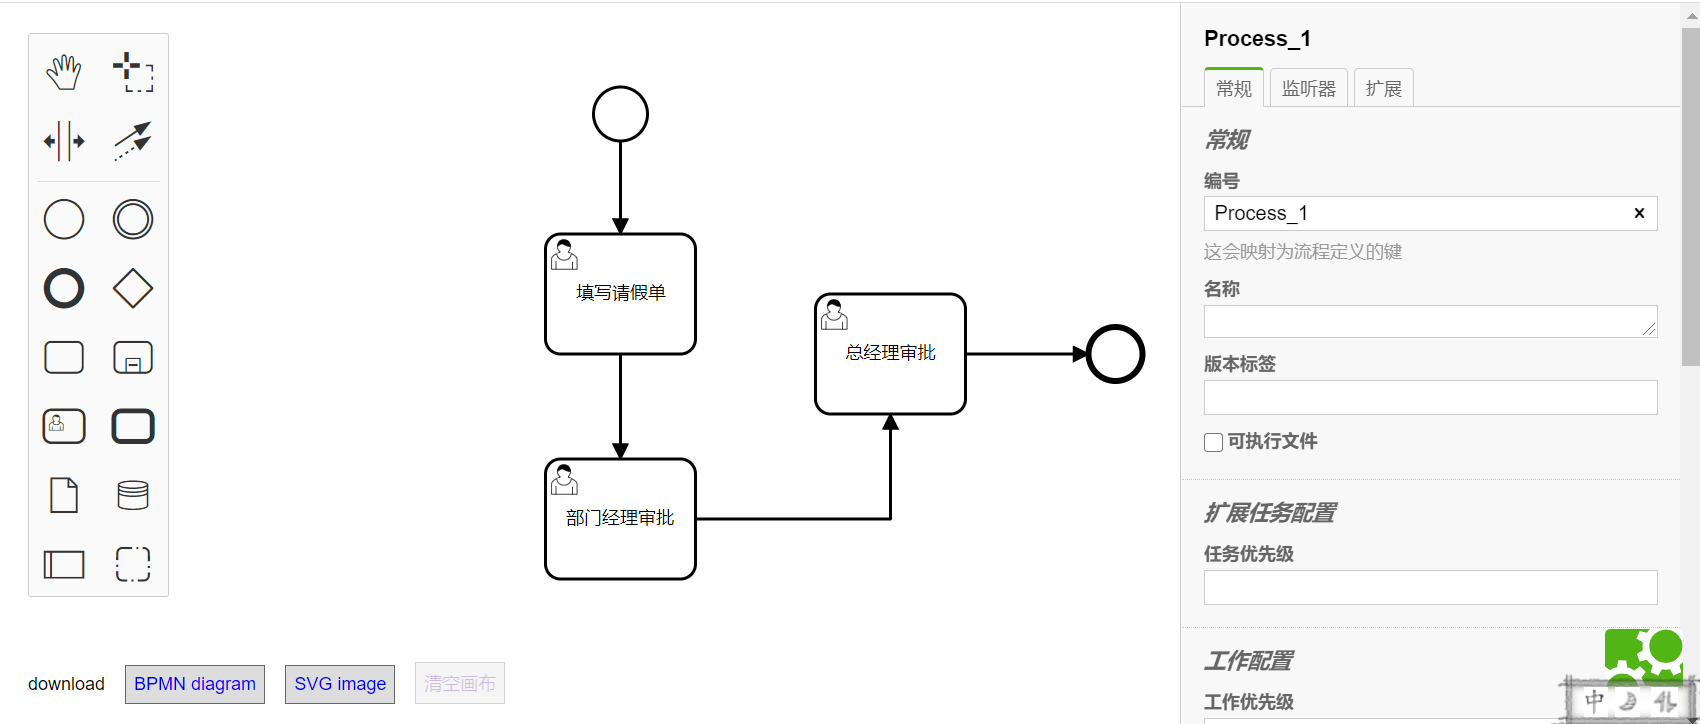 填写请假单
部门经理审批
总经理审批
download
BPMN diagram
SVG image
清空画布
Process_1
常规
监听器
扩展
常规
编号
Process_1
这会映射为流程定义的键
名称
版本标签
可执行文件
扩展任务配置
任务优先级
工作配置
工作优先级
中